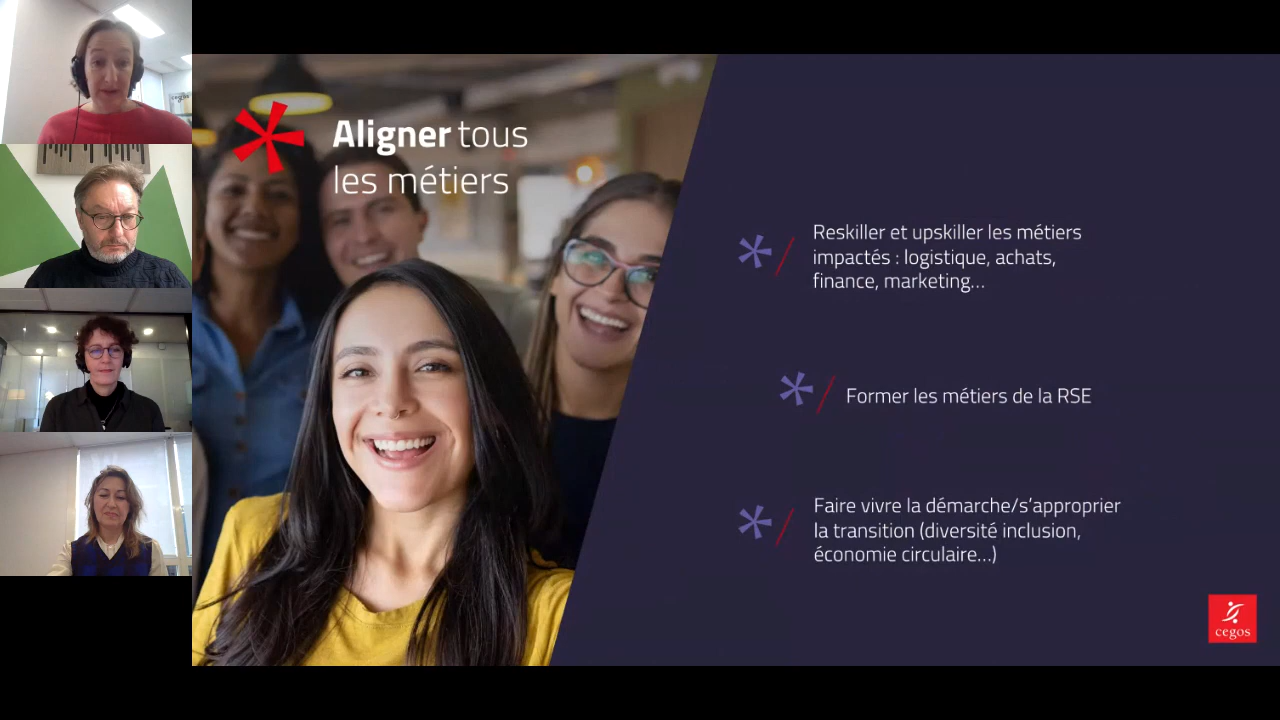 Aligner tous
les métiers
Reskiller et upskiller les métiers
impactés : logistique, achats,
finance, marketing...
Former les métiers de la RSE
Faire vivre la démarche/s'approprier
la transition (diversité inclusion,
économie circulaire...)
cegos